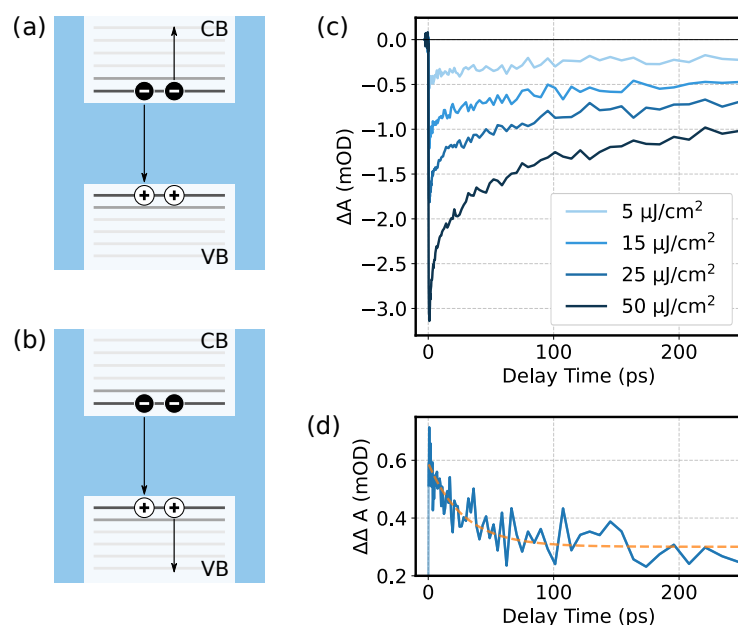 (a)
CB
VB
(b)
CB
VB
(c)
0.0
−0.5
−1.0
−1.5
−2.0
−2.5
−3.0
ΔA (mOD)
5 μJ/cm²
15 μJ/cm²
25 μJ/cm²
50 μJ/cm²
0 100 200
Delay Time (ps)
(d)
0.6
0.4
0.2
ΔΔ A (mOD)
0 100 200
Delay Time (ps)